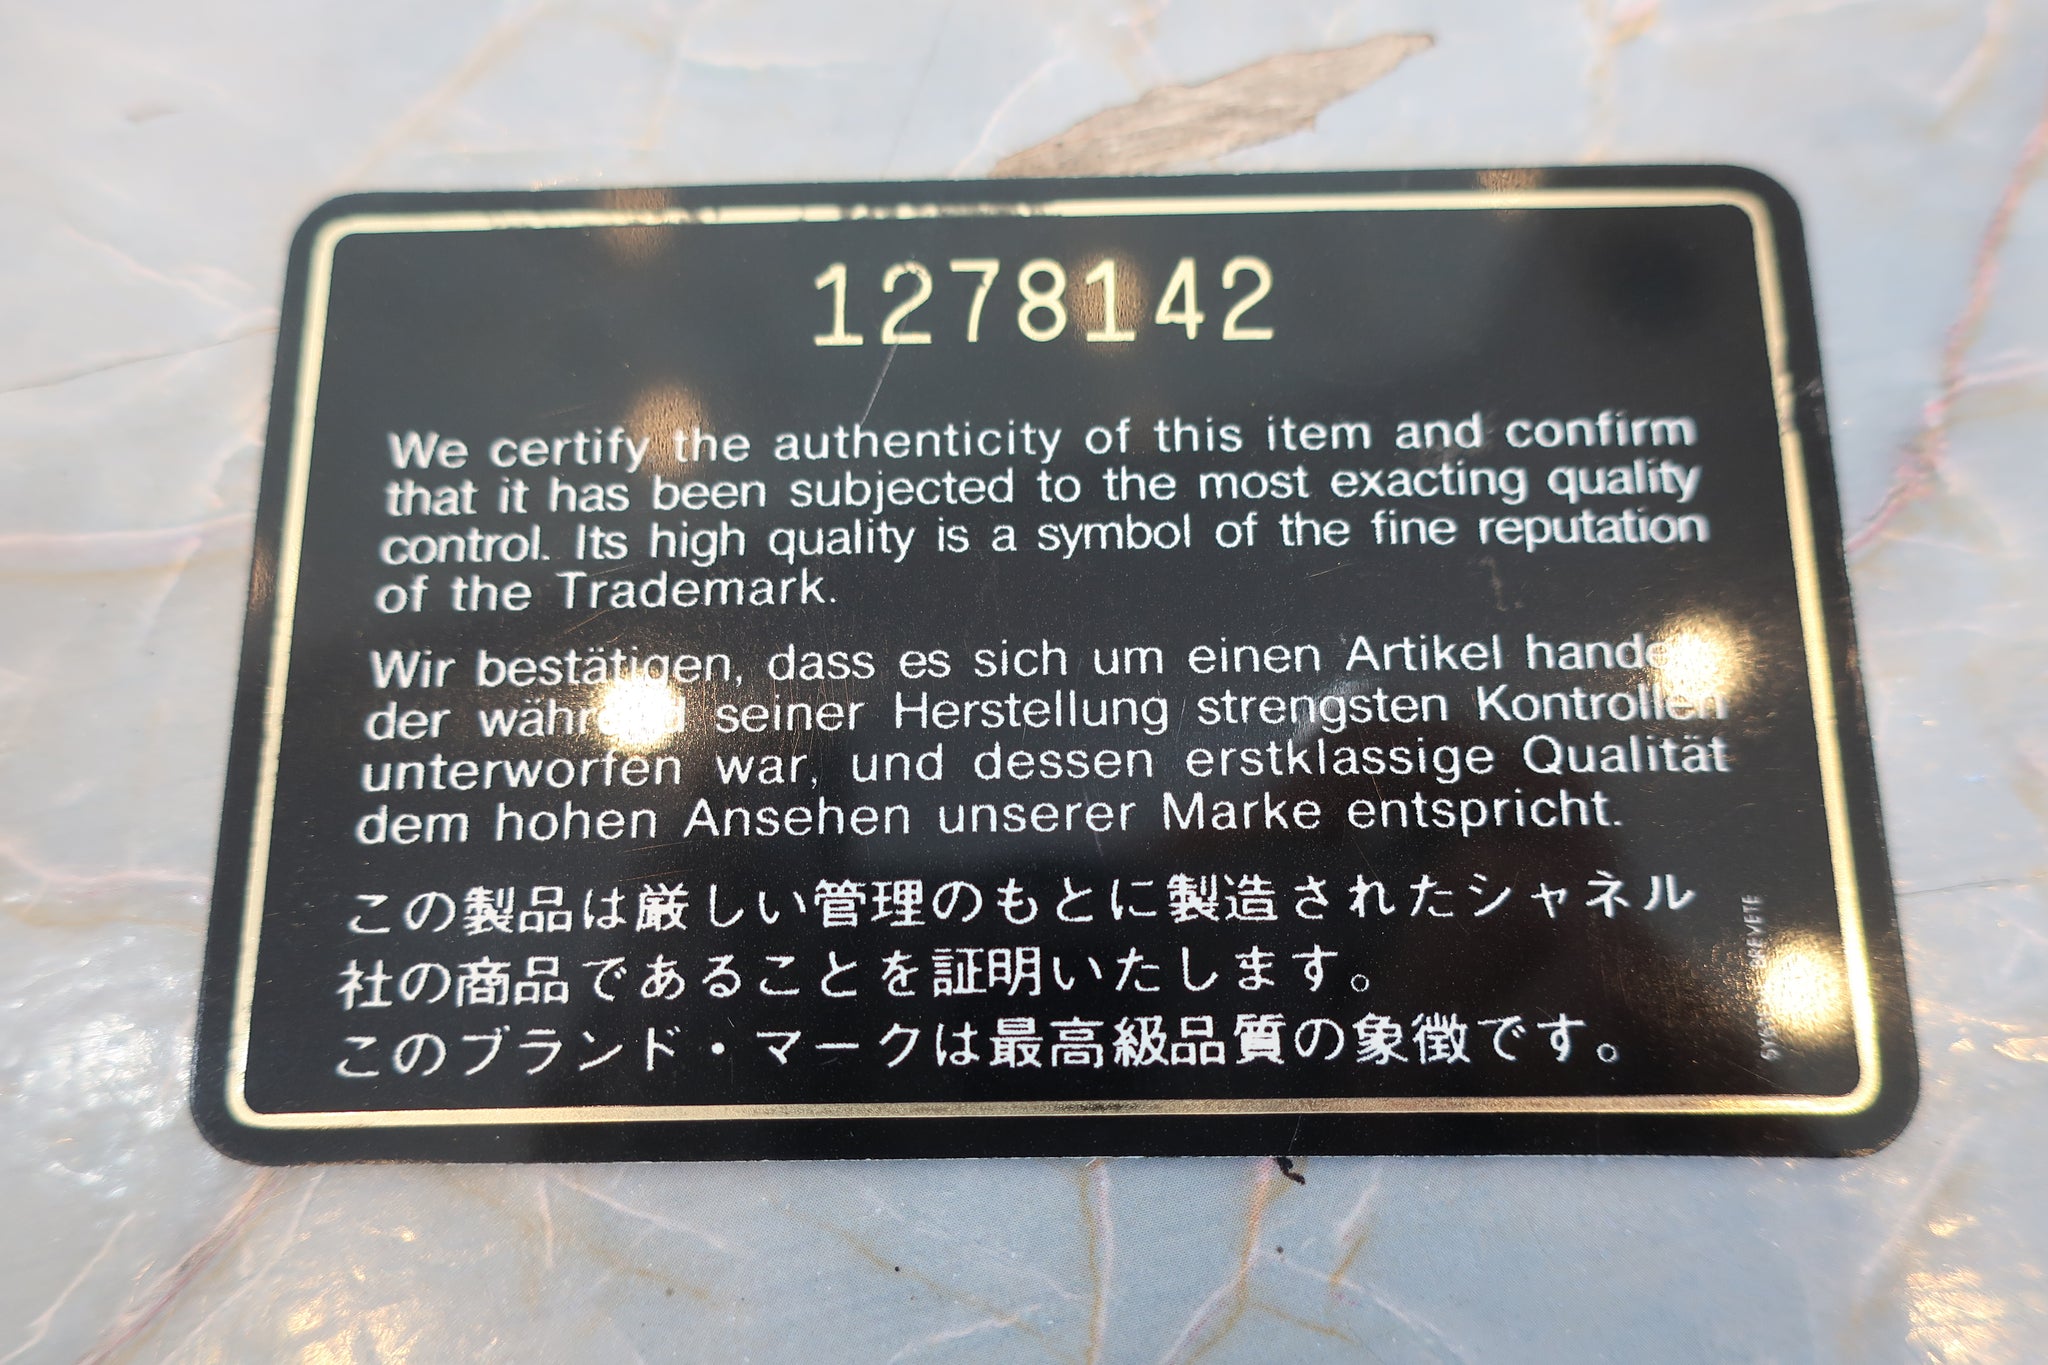 1278142
We certify the authenticity of this item and confirm
that it has been subjected to the most exacting quality
control. Its high quality is a symbol of the fine reputation
of the Trademark.
Wir bestätigen, dass es sich um einen Artikel
der während seiner Herstellung strengsten Kontrollen
unterworfen war, und dessen erstklassige Qualität
dem hohen Ansehen unserer Marke entspricht.
この製品は厳しい管理のもとに製造されたシャネル
社の商品であることを証明いたします。
このブランド・マークは最高級品質の象徴です。
BREVETE